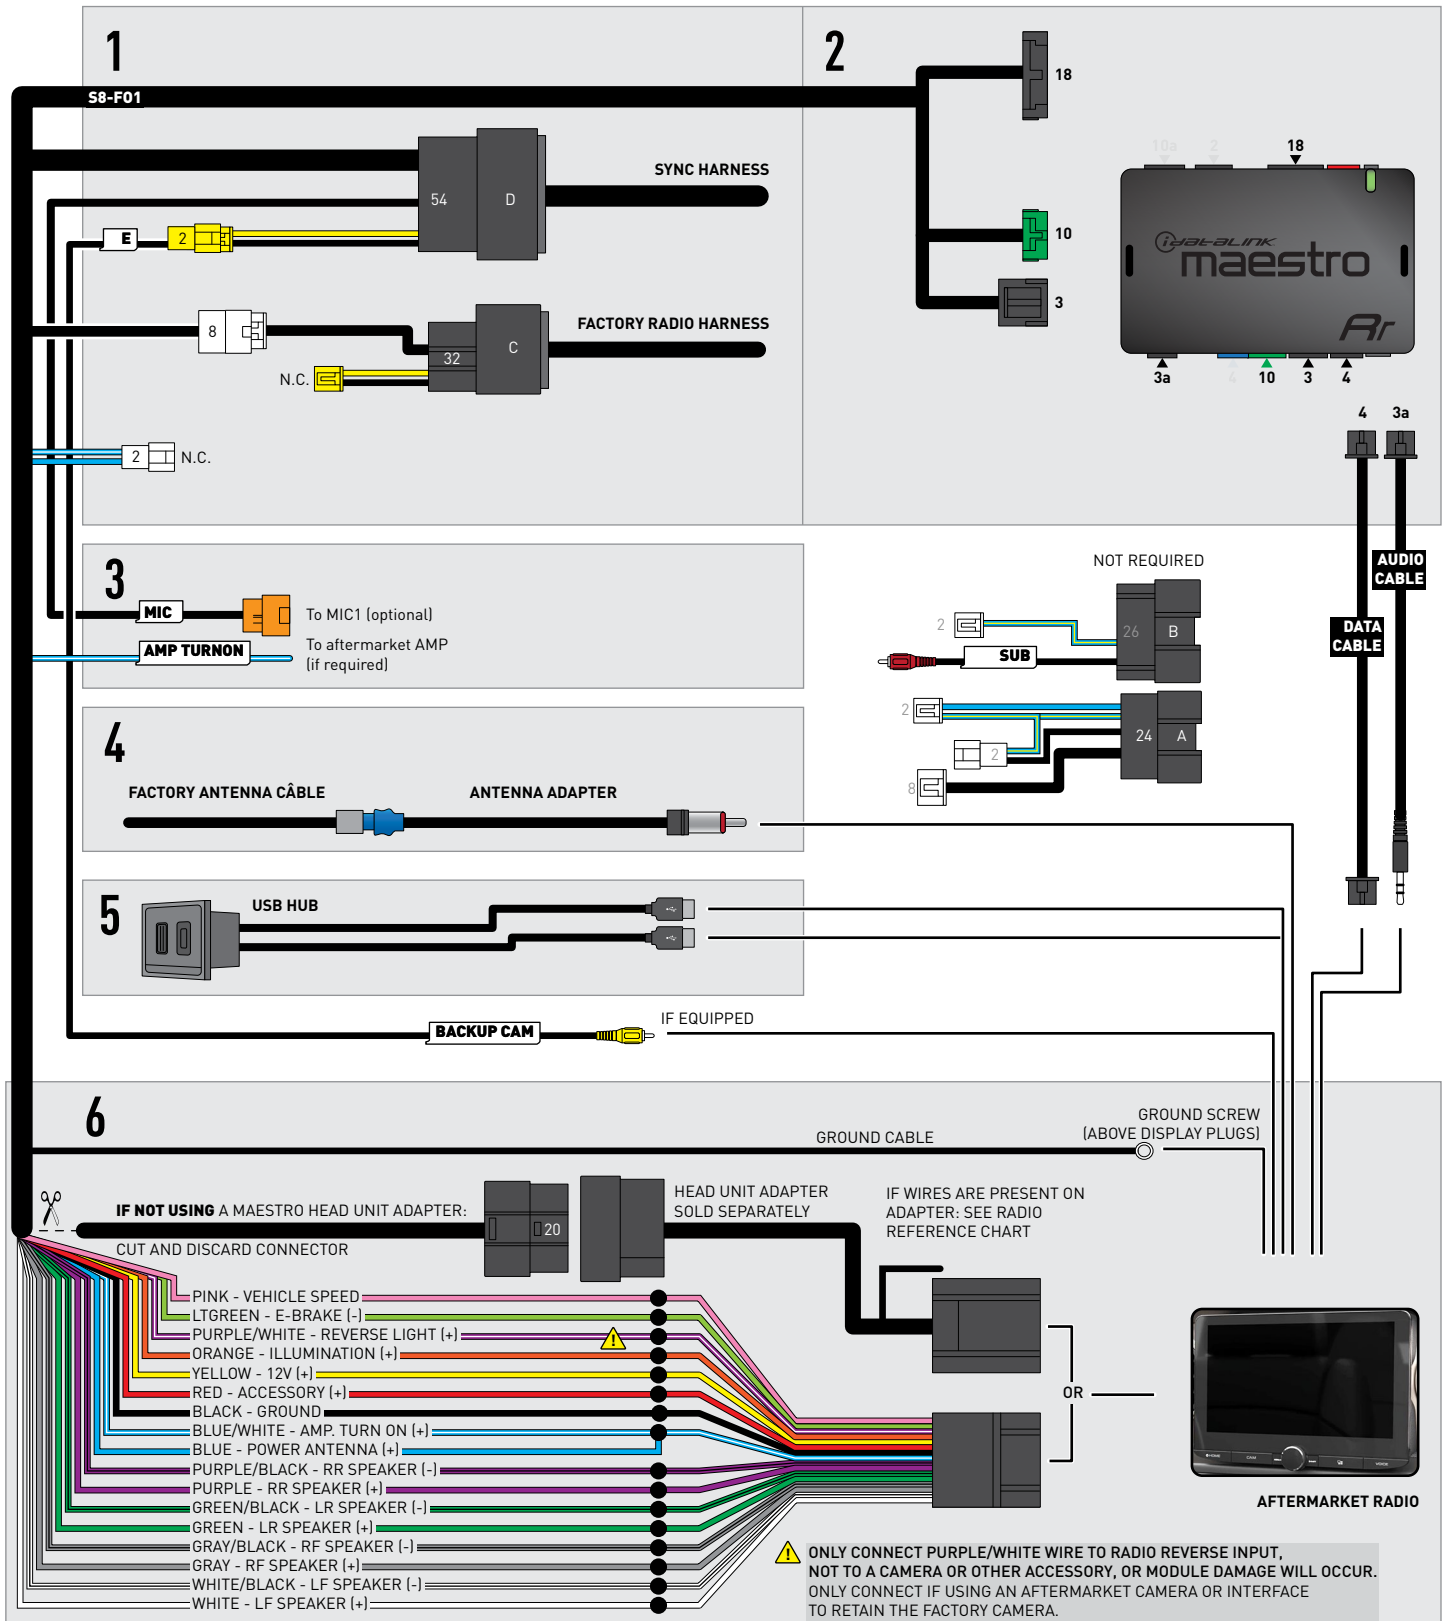 1
2
S8-FO1
18
54
D
SYNC HARNESS
E
2
8
32
C
FACTORY RADIO HARNESS
N.C.
2
N.C.
10
3
10a
2
18
idatalink
maestro
Rr
3a
4
10
3
4
4
3a
AUDIO
CABLE
DATA
CABLE
3
MIC
To MIC1 (optional)
AMP TURNON
To aftermarket AMP
(if required)
NOT REQUIRED
2
26
B
SUB
2
24
A
2
8
4
FACTORY ANTENNA CÂBLE
ANTENNA ADAPTER
5
USB HUB
BACKUP CAM
IF EQUIPPED
6
GROUND CABLE
GROUND SCREW
(ABOVE DISPLAY PLUGS)
IF NOT USING A MAESTRO HEAD UNIT ADAPTER:
CUT AND DISCARD CONNECTOR
20
HEAD UNIT ADAPTER
SOLD SEPARATELY
IF WIRES ARE PRESENT ON
ADAPTER: SEE RADIO
REFERENCE CHART
PINK - VEHICLE SPEED
LTGREEN - E-BRAKE (-)
PURPLE/WHITE - REVERSE LIGHT (+)
ORANGE - ILLUMINATION (+)
YELLOW - 12V (+)
RED - ACCESSORY (+)
BLACK - GROUND
BLUE/WHITE - AMP. TURN ON (+)
BLUE - POWER ANTENNA (+)
PURPLE/BLACK - RR SPEAKER (-)
PURPLE - RR SPEAKER (+)
GREEN/BLACK - LR SPEAKER (-)
GREEN - LR SPEAKER (+)
GRAY/BLACK - RF SPEAKER (-)
GRAY - RF SPEAKER (+)
WHITE/BLACK - LF SPEAKER (-)
WHITE - LF SPEAKER (+)
OR
CAM
VOICE
AFTERMARKET RADIO
ONLY CONNECT PURPLE/WHITE WIRE TO RADIO REVERSE INPUT,
NOT TO A CAMERA OR OTHER ACCESSORY, OR MODULE DAMAGE WILL OCCUR.
ONLY CONNECT IF USING AN AFTERMARKET CAMERA OR INTERFACE
TO RETAIN THE FACTORY CAMERA.